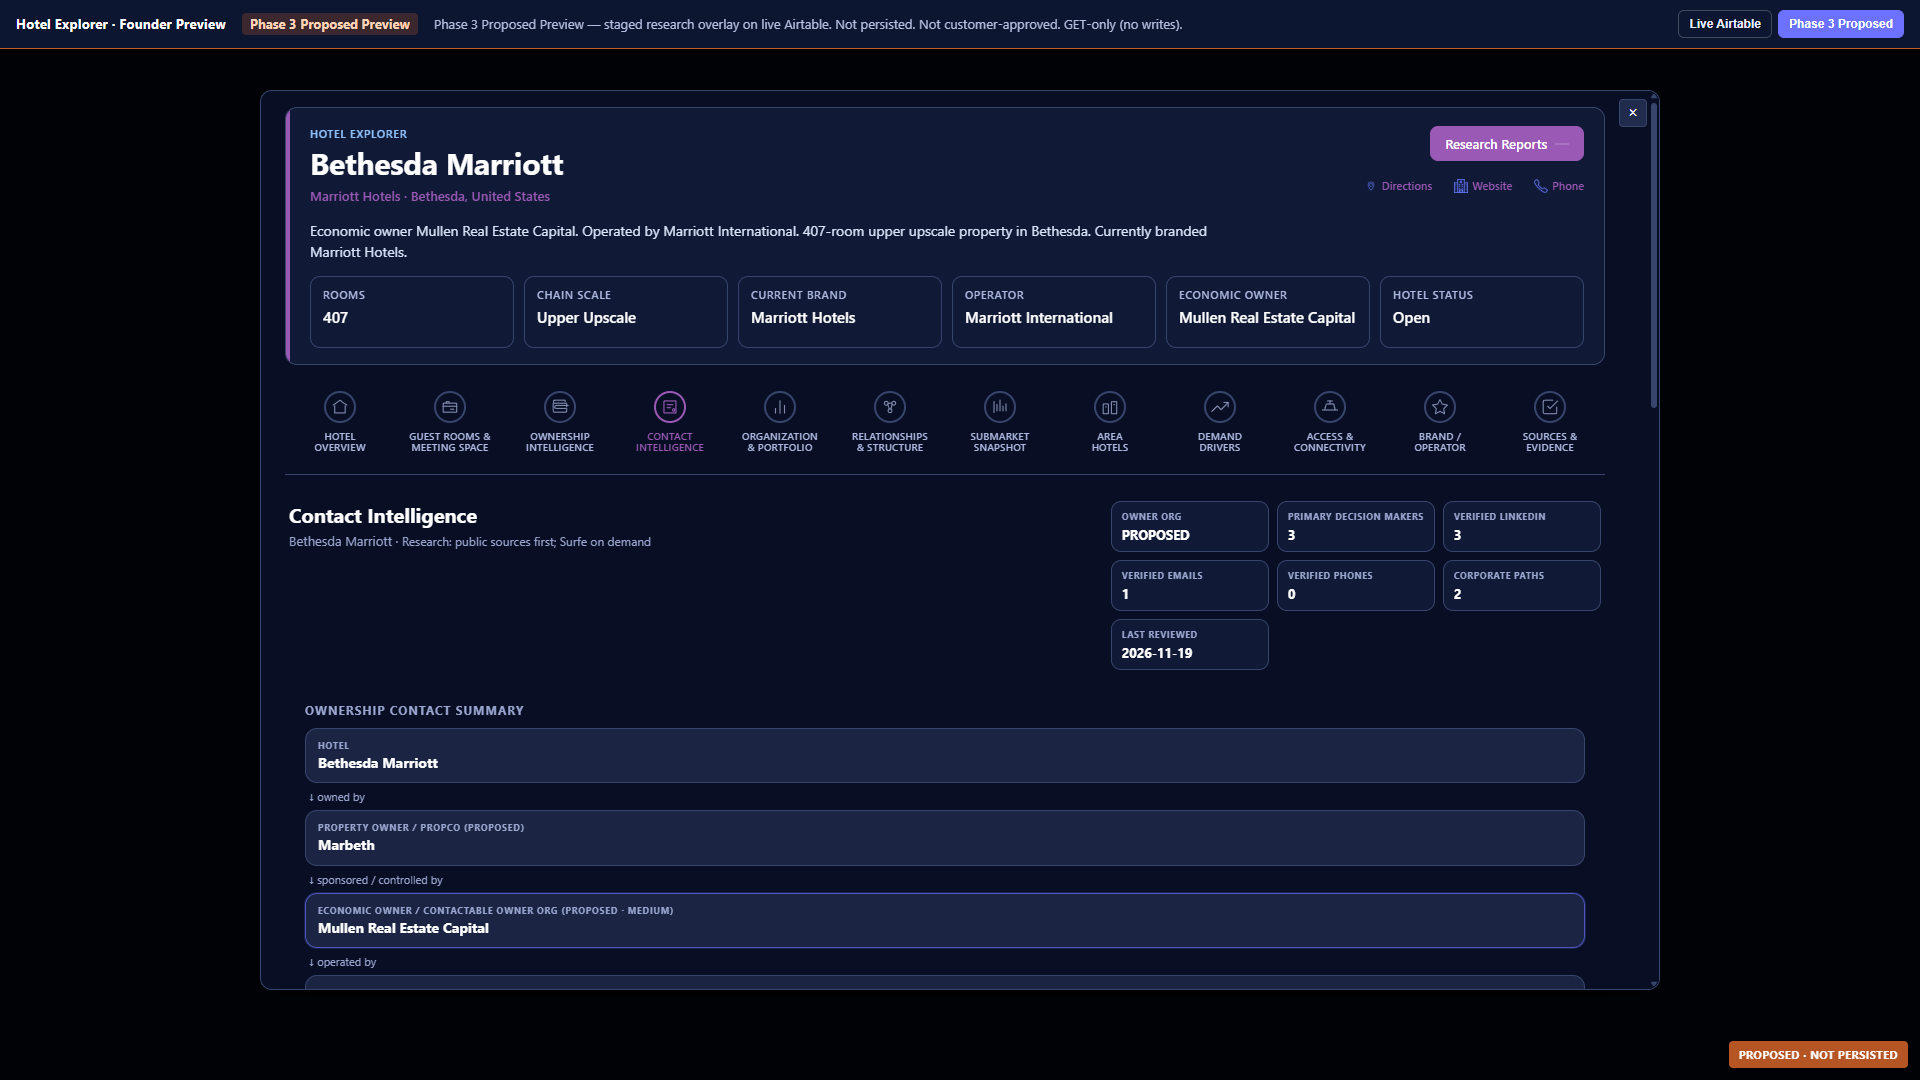 Hotel Explorer · Founder Preview
Phase 3 Proposed Preview
Phase 3 Proposed Preview — staged research overlay on live Airtable. Not persisted. Not customer-approved. GET-only (no writes).
Live Airtable
Phase 3 Proposed
×
HOTEL EXPLORER
Bethesda Marriott
Marriott Hotels · Bethesda, United States
Research Reports —
Directions
Website
Phone
Economic owner Mullen Real Estate Capital. Operated by Marriott International. 407-room upper upscale property in Bethesda. Currently branded
Marriott Hotels.
ROOMS
407
CHAIN SCALE
Upper Upscale
CURRENT BRAND
Marriott Hotels
OPERATOR
Marriott International
ECONOMIC OWNER
Mullen Real Estate Capital
HOTEL STATUS
Open
HOTEL
OVERVIEW
GUEST ROOMS &
MEETING SPACE
OWNERSHIP
INTELLIGENCE
CONTACT
INTELLIGENCE
ORGANIZATION
& PORTFOLIO
RELATIONSHIPS
& STRUCTURE
SUBMARKET
SNAPSHOT
AREA
HOTELS
DEMAND
DRIVERS
ACCESS &
CONNECTIVITY
BRAND /
OPERATOR
SOURCES &
EVIDENCE
Contact Intelligence
Bethesda Marriott · Research: public sources first; Surfe on demand
OWNER ORG
PROPOSED
PRIMARY DECISION MAKERS
3
VERIFIED LINKEDIN
3
VERIFIED EMAILS
1
VERIFIED PHONES
0
CORPORATE PATHS
2
LAST REVIEWED
2026-11-19
OWNERSHIP CONTACT SUMMARY
HOTEL
Bethesda Marriott
↓ owned by
PROPERTY OWNER / PROPCO (PROPOSED)
Marbeth
↓ sponsored / controlled by
ECONOMIC OWNER / CONTACTABLE OWNER ORG (PROPOSED · MEDIUM)
Mullen Real Estate Capital
↓ operated by
PROPOSED · NOT PERSISTED